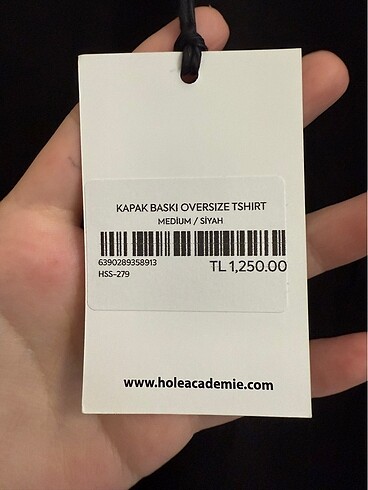 KAPAK BASKI OVERSIZE TSHIRT
MEDİUM / SİYAH
6390289358913
HSS-279
TL 1,250.00
www.holeacademie.com